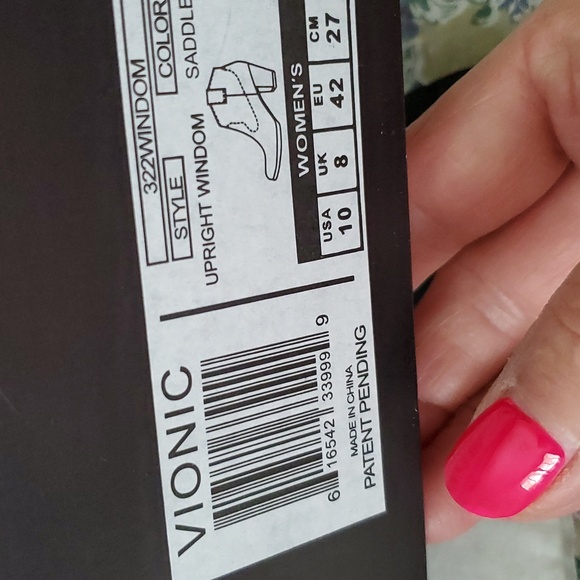 VIONIC
322WINDOM
STYLE
COLOR
UPRIGHT WINDOM
SADDLE
WOMEN'S
USA UK EU CM
10 8 42 27
6 16542 33999 9
MADE IN CHINA
PATENT PENDING